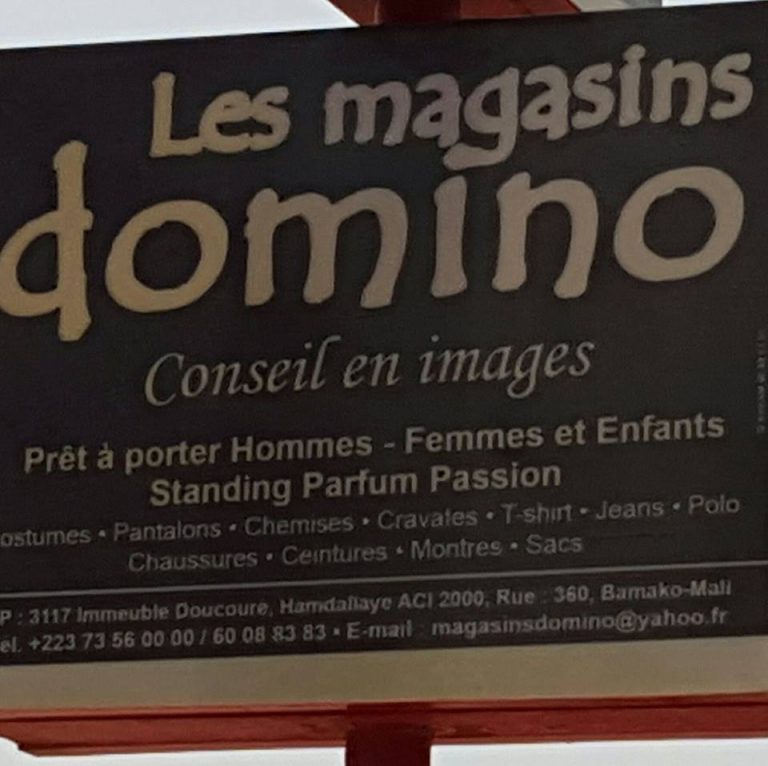 Les magasins
domino
Conseil en images
Prêt à porter Hommes - Femmes et Enfants
Standing Parfum Passion
ostumes • Pantalons • Chemises • Cravates • T-shirt • Jeans • Polo
Chaussures • Ceintures • Montres • Sacs
P : 3117 Immeuble Doucoure, Hamdallaye ACI 2000, Rue : 360, Bamako-Mali
él. +223 73 56 00 00 / 60 08 83 83 • E-mail : magasinsdomino@yahoo.fr